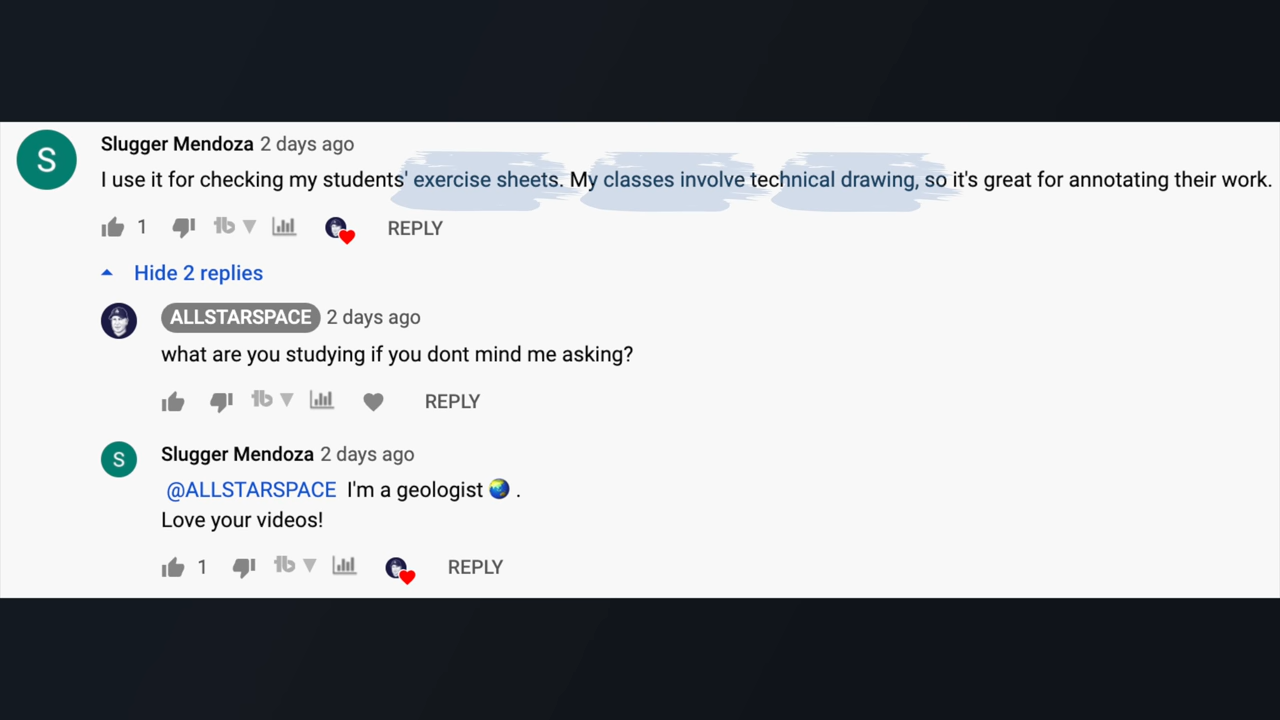 S
Slugger Mendoza 2 days ago
I use it for checking my students' exercise sheets. My classes involve technical drawing, so it's great for annotating their work.
1 tb REPLY
Hide 2 replies
ALLSTARSPACE 2 days ago
what are you studying if you dont mind me asking?
tb REPLY
S
Slugger Mendoza 2 days ago
@ALLSTARSPACE I'm a geologist 🌏 .
Love your videos!
1 tb REPLY